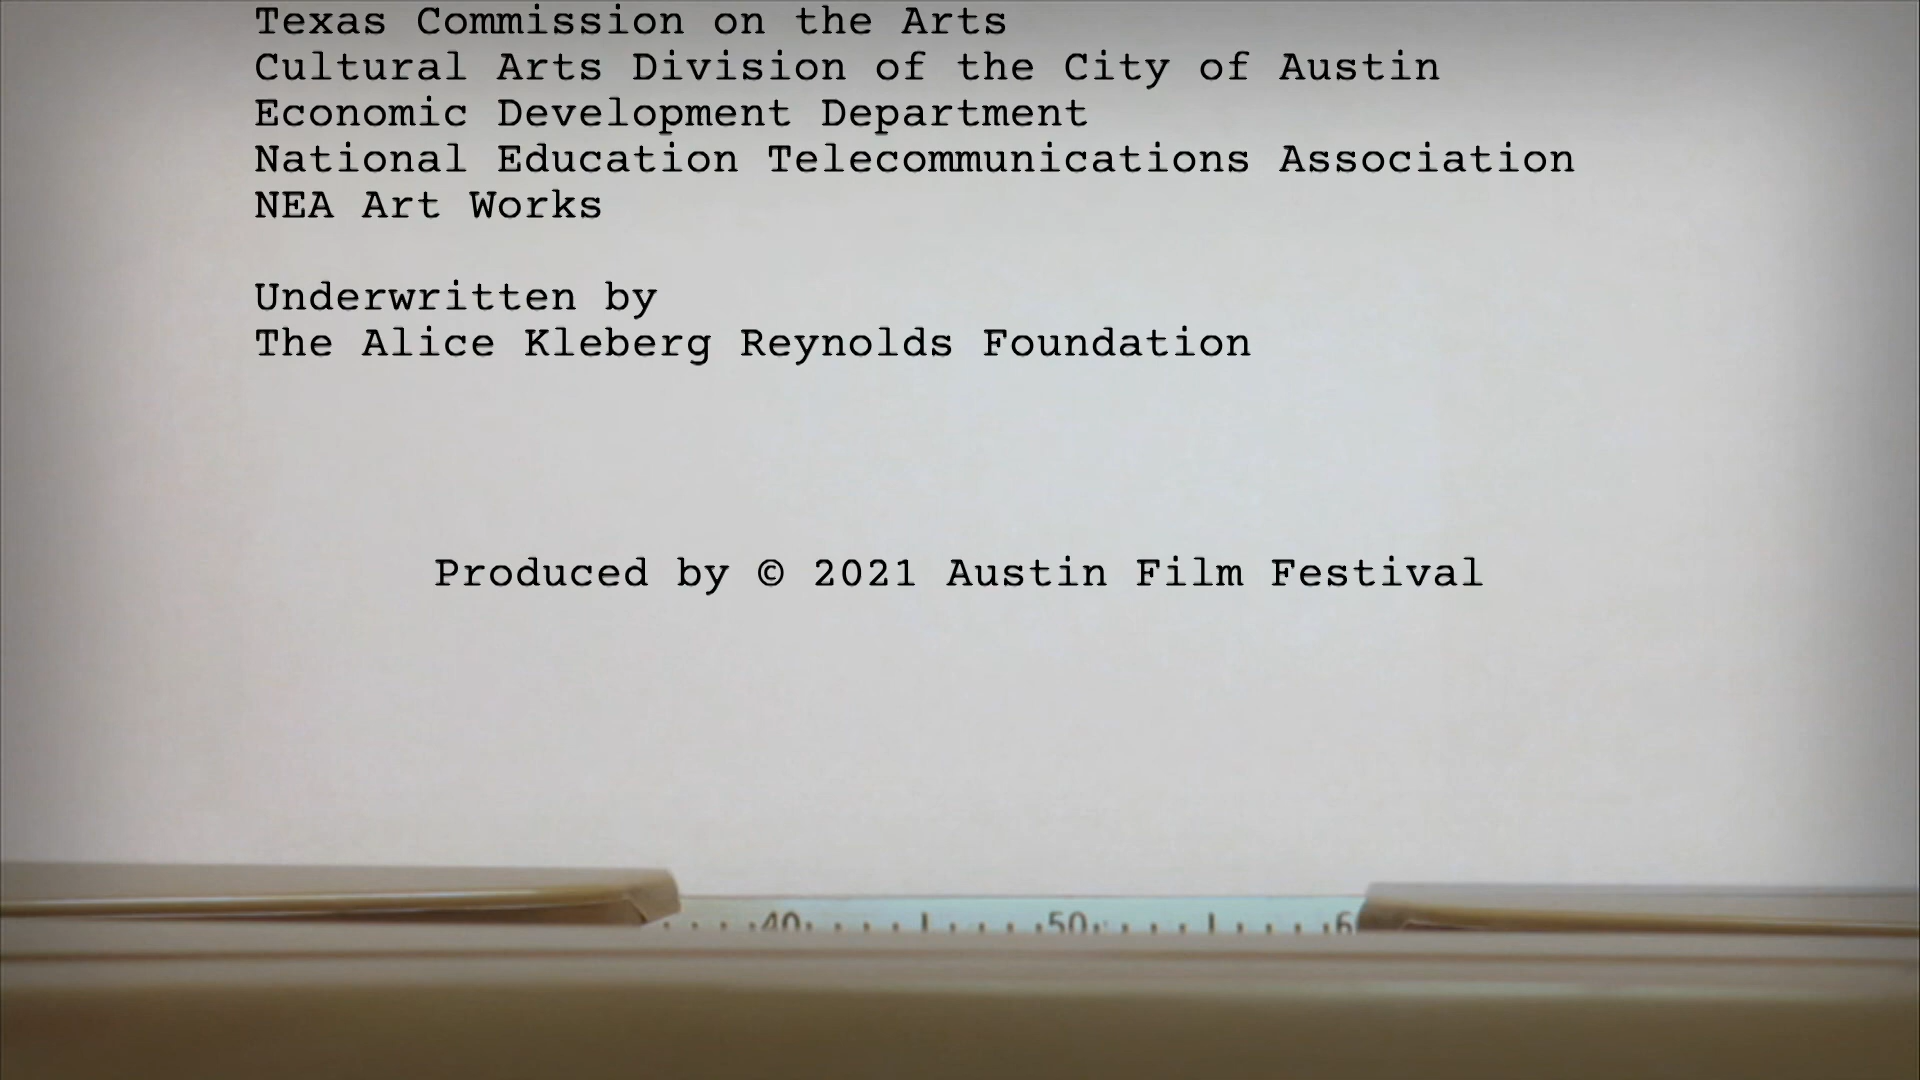 Texas Commission on the Arts
Cultural Arts Division of the City of Austin
Economic Development Department
National Education Telecommunications Association
NEA Art Works
Underwritten by
The Alice Kleberg Reynolds Foundation
Produced by © 2021 Austin Film Festival
40 50 6